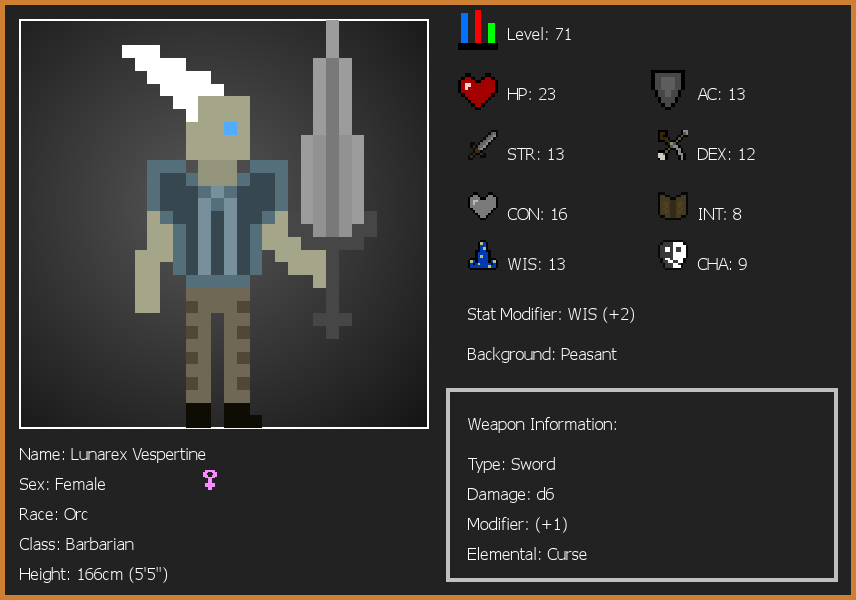 Level: 71
HP: 23
AC: 13
STR: 13
DEX: 12
CON: 16
INT: 8
WIS: 13
CHA: 9
Stat Modifier: WIS (+2)
Background: Peasant
Weapon Information:
Type: Sword
Damage: d6
Modifier: (+1)
Elemental: Curse
Name: Lunarex Vespertine
Sex: Female
Race: Orc
Class: Barbarian
Height: 166cm (5'5")